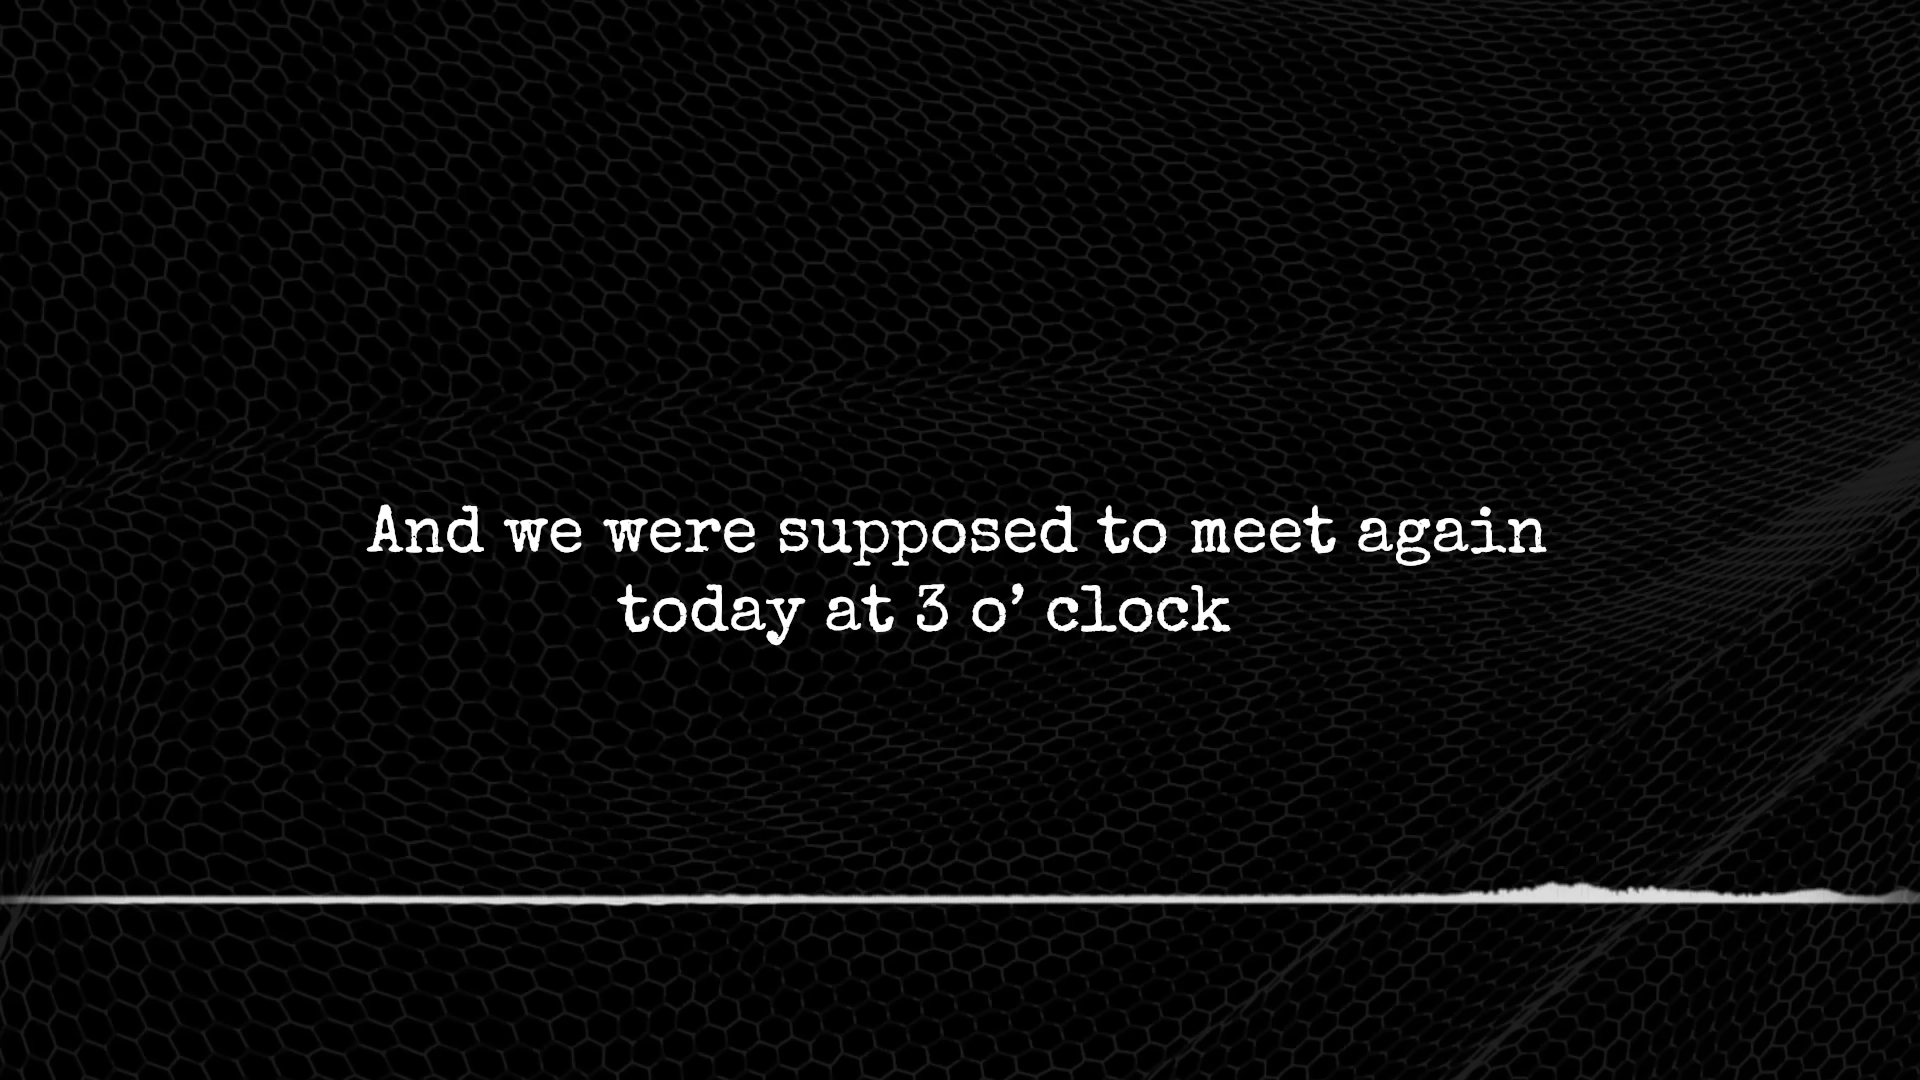 And we were supposed to meet again
today at 3 o’ clock